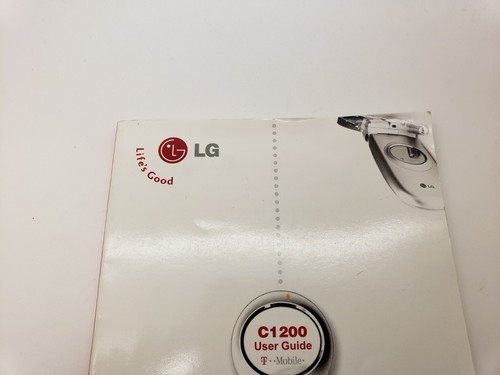 LG
Life's Good
LG
C1200
User Guide
T··Mobile·